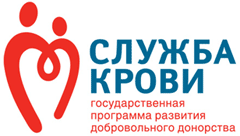 СЛУЖБА
КРОВИ
государственная
программа развития
добровольного донорства